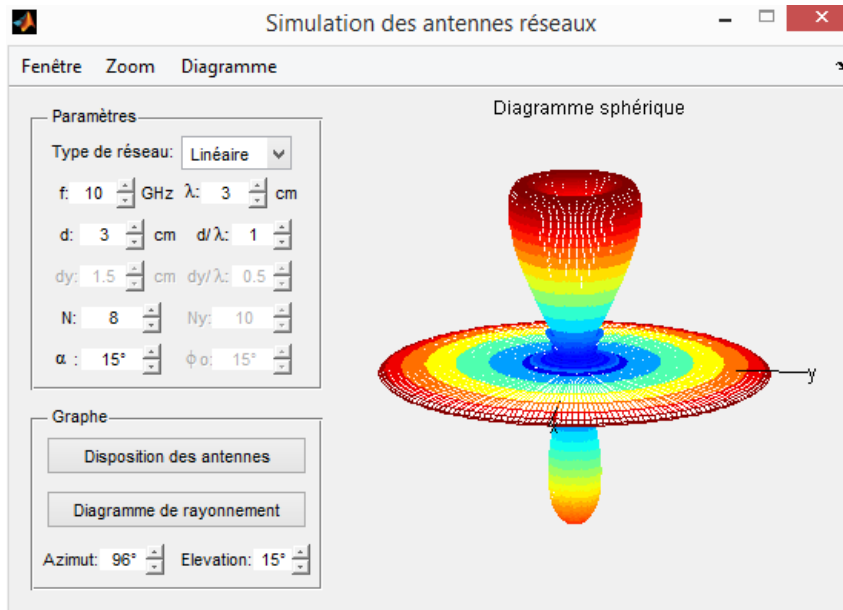 Simulation des antennes réseaux
Fenêtre Zoom Diagramme
Paramètres
Type de réseau: Linéaire
f: 10 GHz λ: 3 cm
d: 3 cm d/λ: 1
dy: 1.5 cm dy/λ: 0.5
N: 8 Ny: 10
α : 15° ϕo: 15°
Graphe
Disposition des antennes
Diagramme de rayonnement
Azimut: 96° Elevation: 15°
Diagramme sphérique
y
x